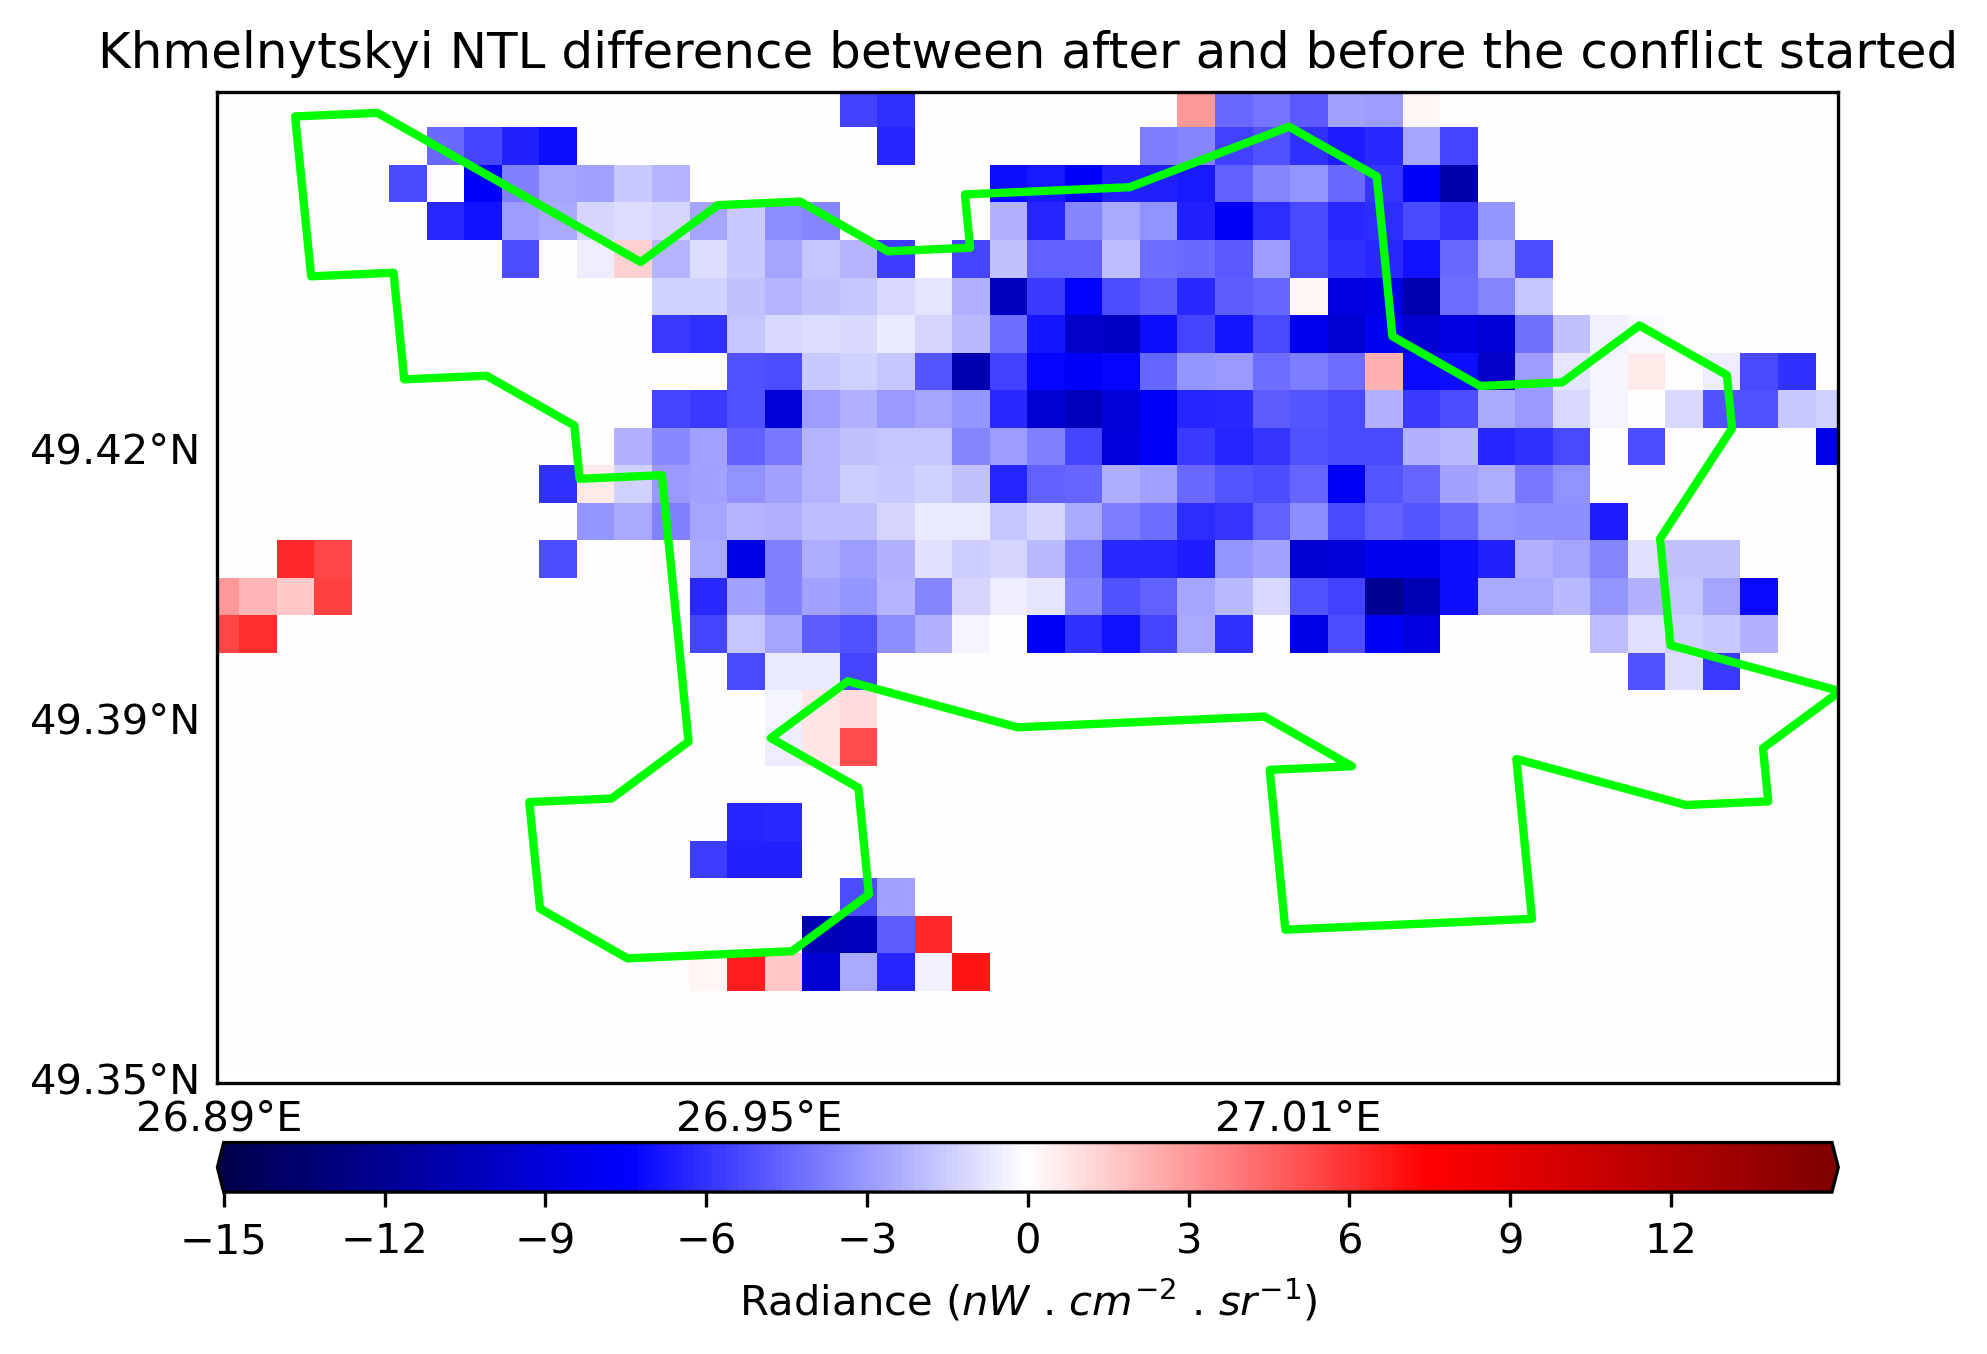 Khmelnytskyi NTL difference between after and before the conflict started
49.42°N
49.39°N
49.35°N
26.89°E 26.95°E 27.01°E
−15 −12 −9 −6 −3 0 3 6 9 12
Radiance (nW . cm⁻² . sr⁻¹)